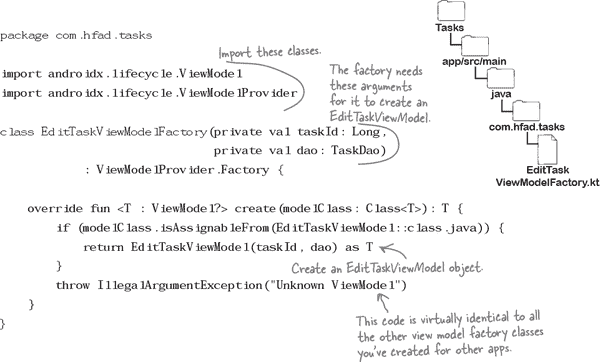 package com.hfad.tasks
Import these classes.
import androidx.lifecycle.ViewModel
import androidx.lifecycle.ViewModelProvider
The factory needs
these arguments
for it to create an
EditTaskViewModel.
class EditTaskViewModelFactory(private val taskId: Long,
private val dao: TaskDao)
: ViewModelProvider.Factory {
override fun <T : ViewModel?> create(modelClass: Class<T>): T {
if (modelClass.isAssignableFrom(EditTaskViewModel::class.java)) {
return EditTaskViewModel(taskId, dao) as T
}
Create an EditTaskViewModel object.
throw IllegalArgumentException("Unknown ViewModel")
}
}
This code is virtually identical to all
the other view model factory classes
you've created for other apps.
Tasks
app/src/main
java
com.hfad.tasks
EditTask
ViewModelFactory.kt